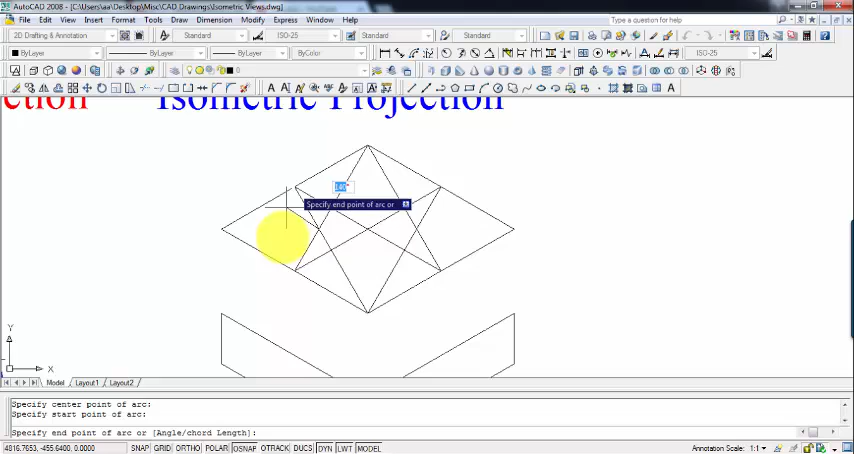 AutoCAD 2008 - [C:\Users\aa\Desktop\Misc\CAD Drawings\Isometric Views.dwg]
File Edit View Insert Format Tools Draw Dimension Modify Express Window Help
Type a question for help
2D Drafting & Annotation Standard ISO-25 Standard Standard
ByLayer ByLayer ByColor ISO-25
0
ction Isometric Projection
140°
Specify end point of arc or
Y
X
Model Layout1 Layout2
Specify center point of arc:
Specify start point of arc:
Specify end point of arc or [Angle/chord Length]:
4816.7653, -455.6400, 0.0000 SNAP GRID ORTHO POLAR OSNAP OTRACK DUCS DYN LWT MODEL Annotation Scale: 1:1